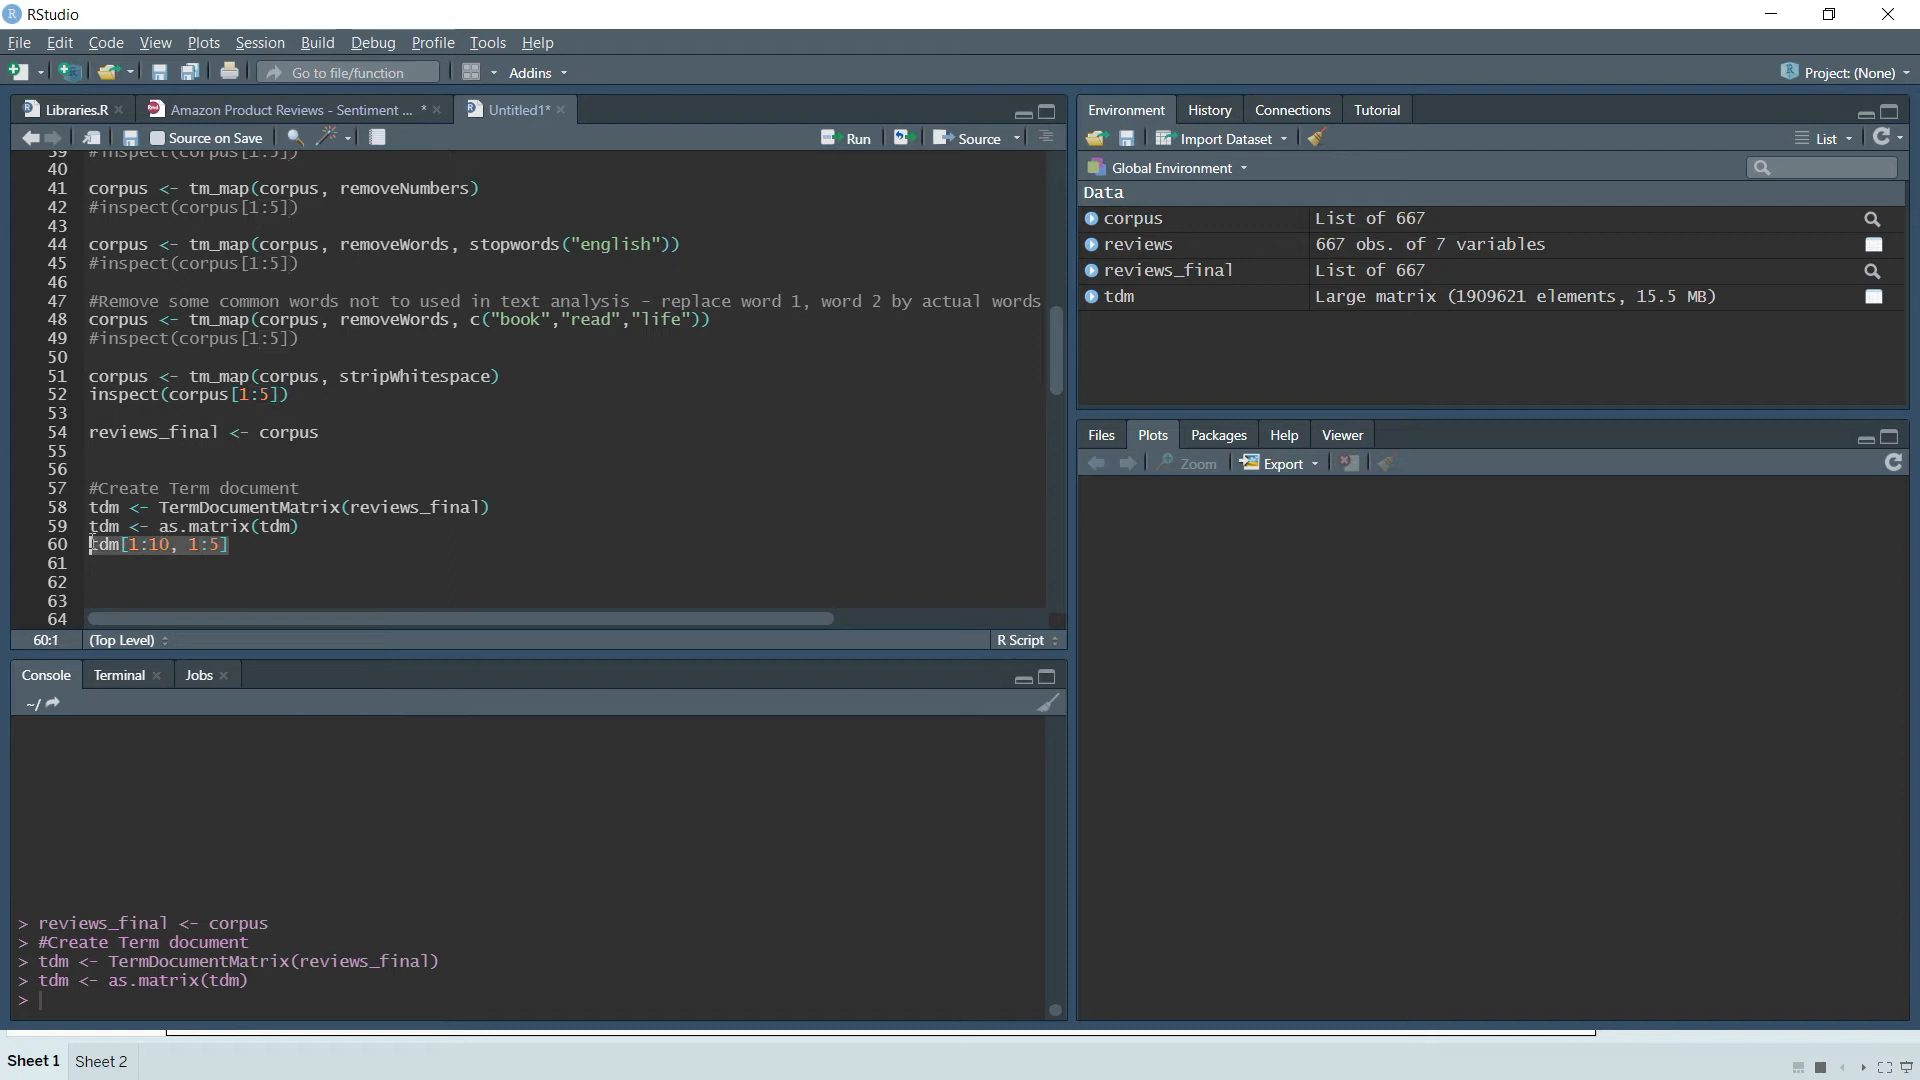 RStudio
File Edit Code View Plots Session Build Debug Profile Tools Help
Go to file/function Addins Project: (None)
Libraries.R Amazon Product Reviews - Sentiment ... * Untitled1*
Source on Save Run Source
39 #inspect(corpus[1:5])
40
41 corpus <- tm_map(corpus, removeNumbers)
42 #inspect(corpus[1:5])
43
44 corpus <- tm_map(corpus, removeWords, stopwords("english"))
45 #inspect(corpus[1:5])
46
47 #Remove some common words not to used in text analysis - replace word 1, word 2 by actual words
48 corpus <- tm_map(corpus, removeWords, c("book","read","life"))
49 #inspect(corpus[1:5])
50
51 corpus <- tm_map(corpus, stripWhitespace)
52 inspect(corpus[1:5])
53
54 reviews_final <- corpus
55
56
57 #Create Term document
58 tdm <- TermDocumentMatrix(reviews_final)
59 tdm <- as.matrix(tdm)
60 tdm[1:10, 1:5]
61
62
63
64
60:1 (Top Level) R Script
Console Terminal Jobs
~/
> reviews_final <- corpus
> #Create Term document
> tdm <- TermDocumentMatrix(reviews_final)
> tdm <- as.matrix(tdm)
>
Environment History Connections Tutorial
Import Dataset List
Global Environment
Data
corpus List of 667
reviews 667 obs. of 7 variables
reviews_final List of 667
tdm Large matrix (1909621 elements, 15.5 MB)
Files Plots Packages Help Viewer
Zoom Export
Sheet 1 Sheet 2